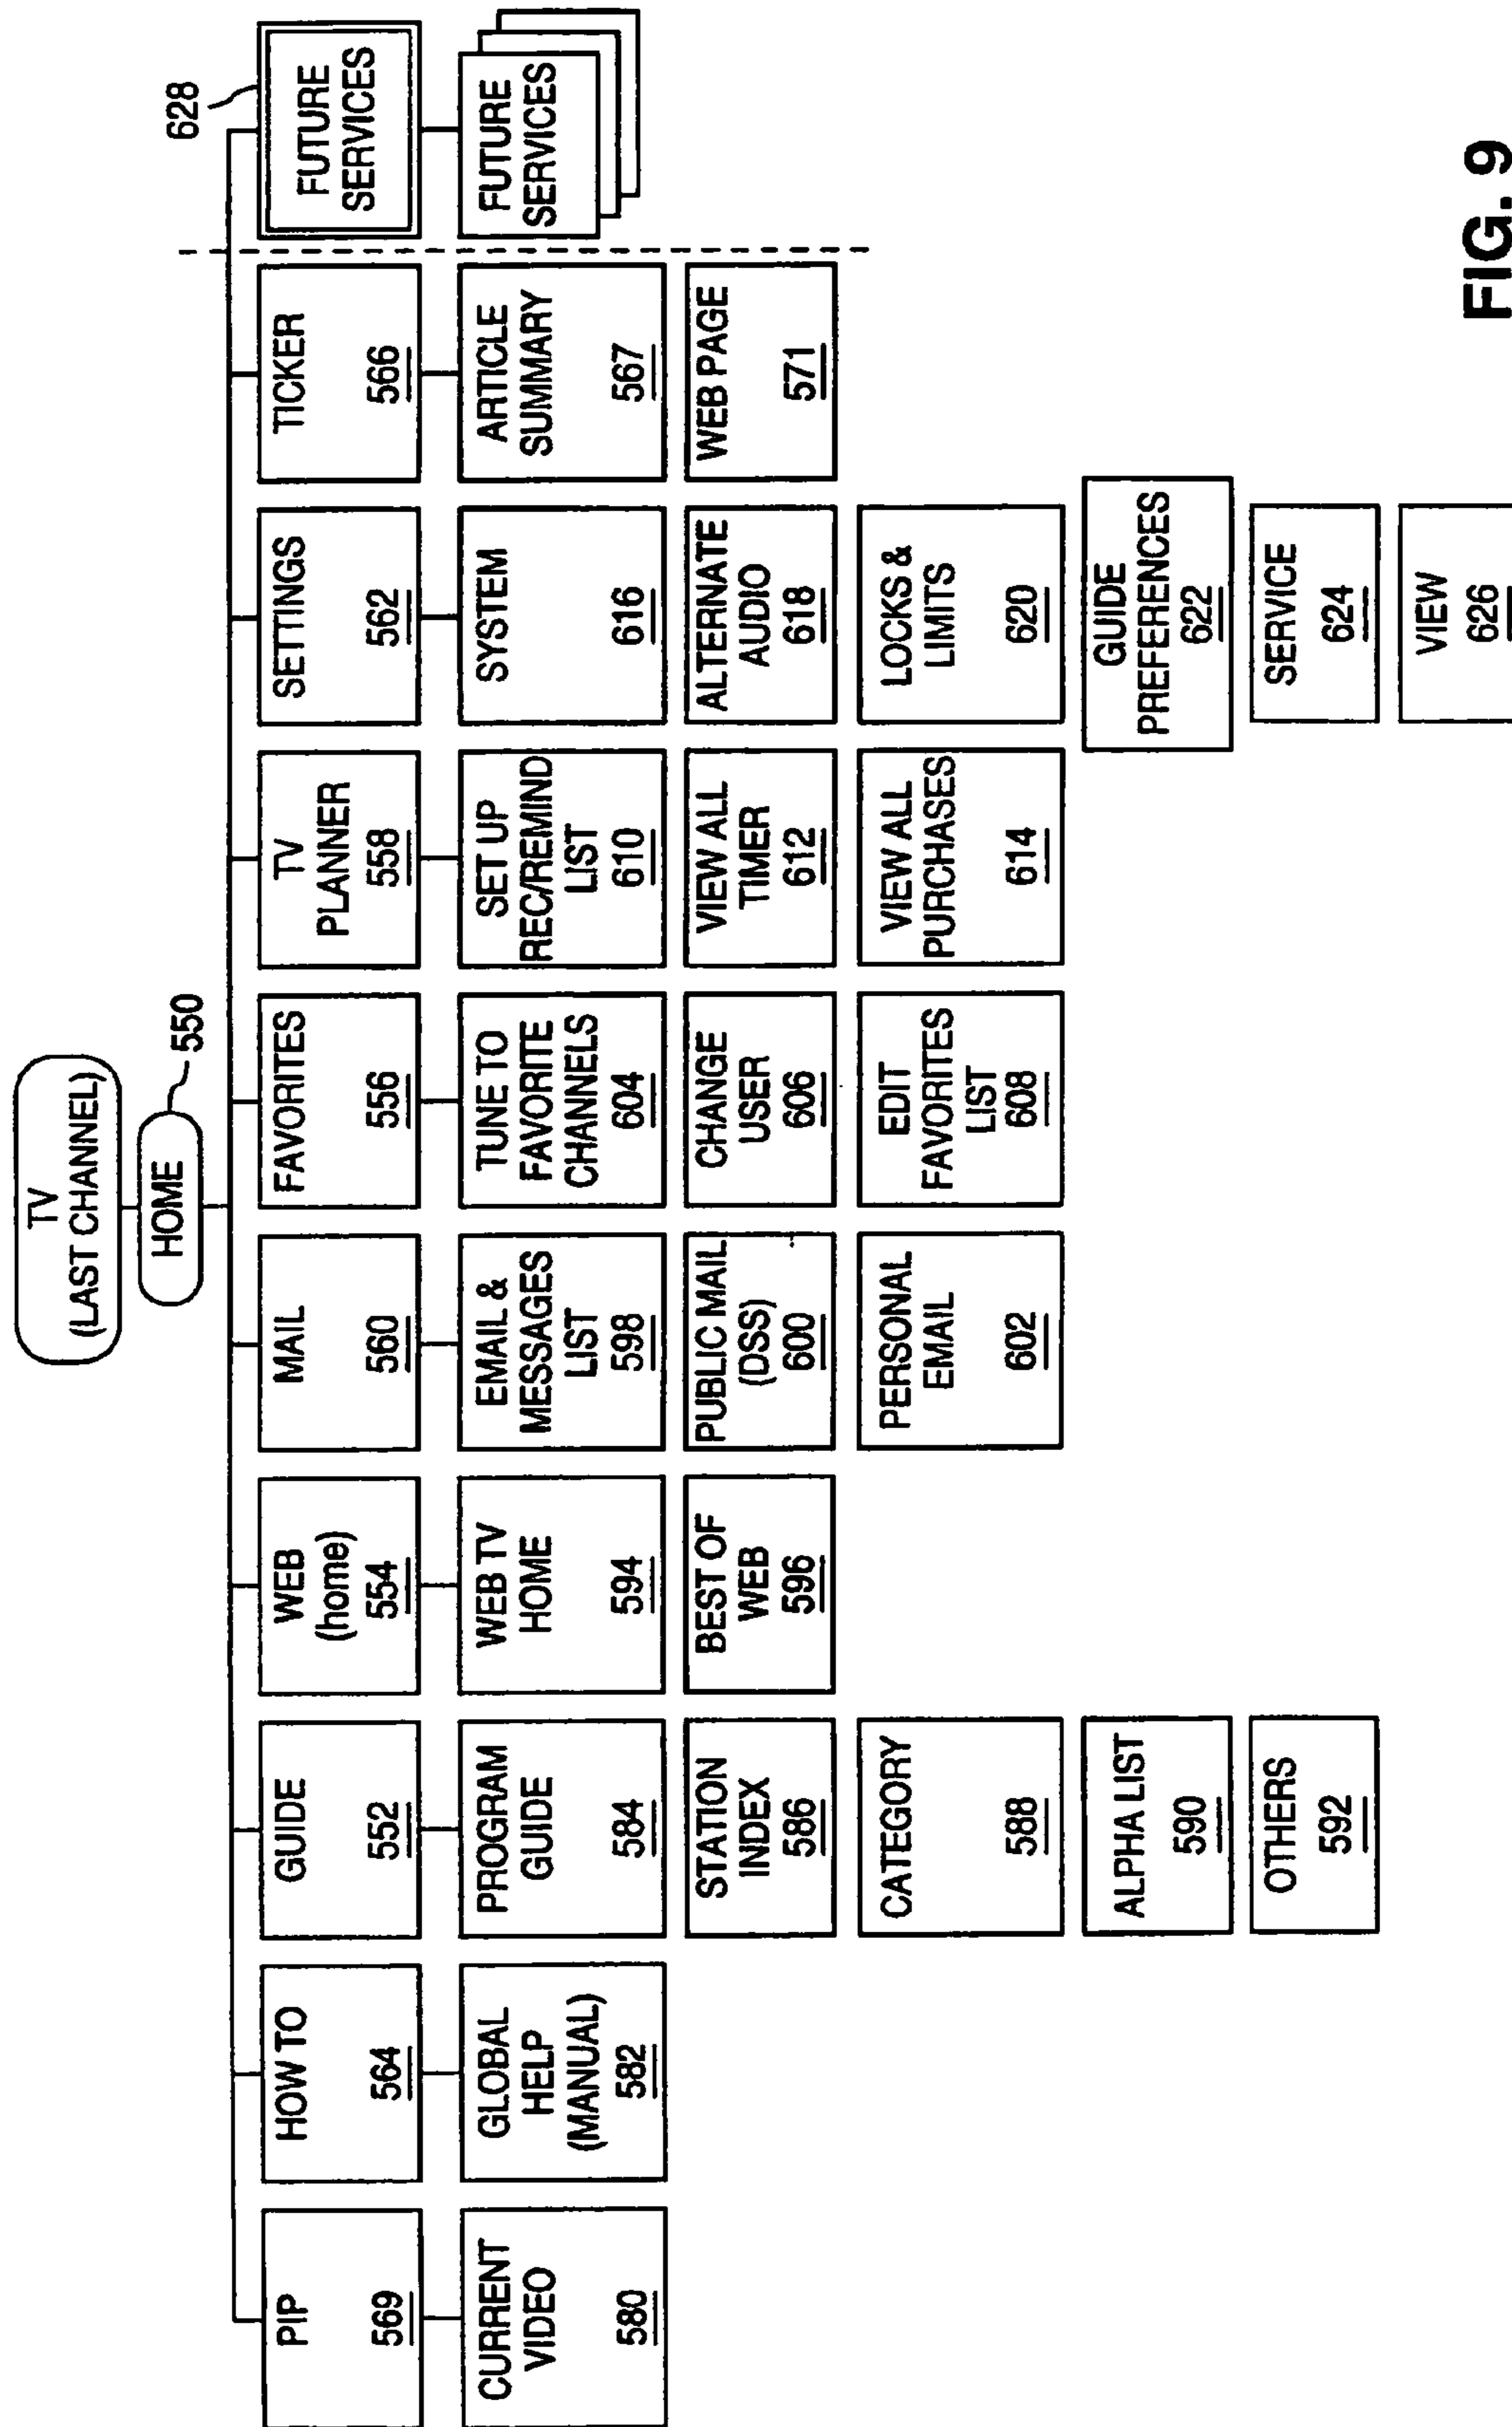 TV
(LAST CHANNEL)
HOME
550
PIP
569
CURRENT
VIDEO
580
HOW TO
564
GLOBAL
HELP
(MANUAL)
582
GUIDE
552
PROGRAM
GUIDE
584
STATION
INDEX
586
CATEGORY
588
ALPHA LIST
590
OTHERS
592
WEB
(home)
554
WEB TV
HOME
594
BEST OF
WEB
596
MAIL
560
EMAIL &
MESSAGES
LIST
598
PUBLIC MAIL
(DSS)
600
PERSONAL
EMAIL
602
FAVORITES
556
TUNE TO
FAVORITE
CHANNELS
604
CHANGE
USER
606
EDIT
FAVORITES
LIST
608
TV
PLANNER
558
SET UP
REC/REMIND
LIST
610
VIEW ALL
TIMER
612
VIEW ALL
PURCHASES
614
SETTINGS
562
SYSTEM
616
ALTERNATE
AUDIO
618
LOCKS &
LIMITS
620
GUIDE
PREFERENCES
622
SERVICE
624
VIEW
626
TICKER
566
ARTICLE
SUMMARY
567
WEB PAGE
571
628
FUTURE
SERVICES
FUTURE
SERVICES
FIG. 9